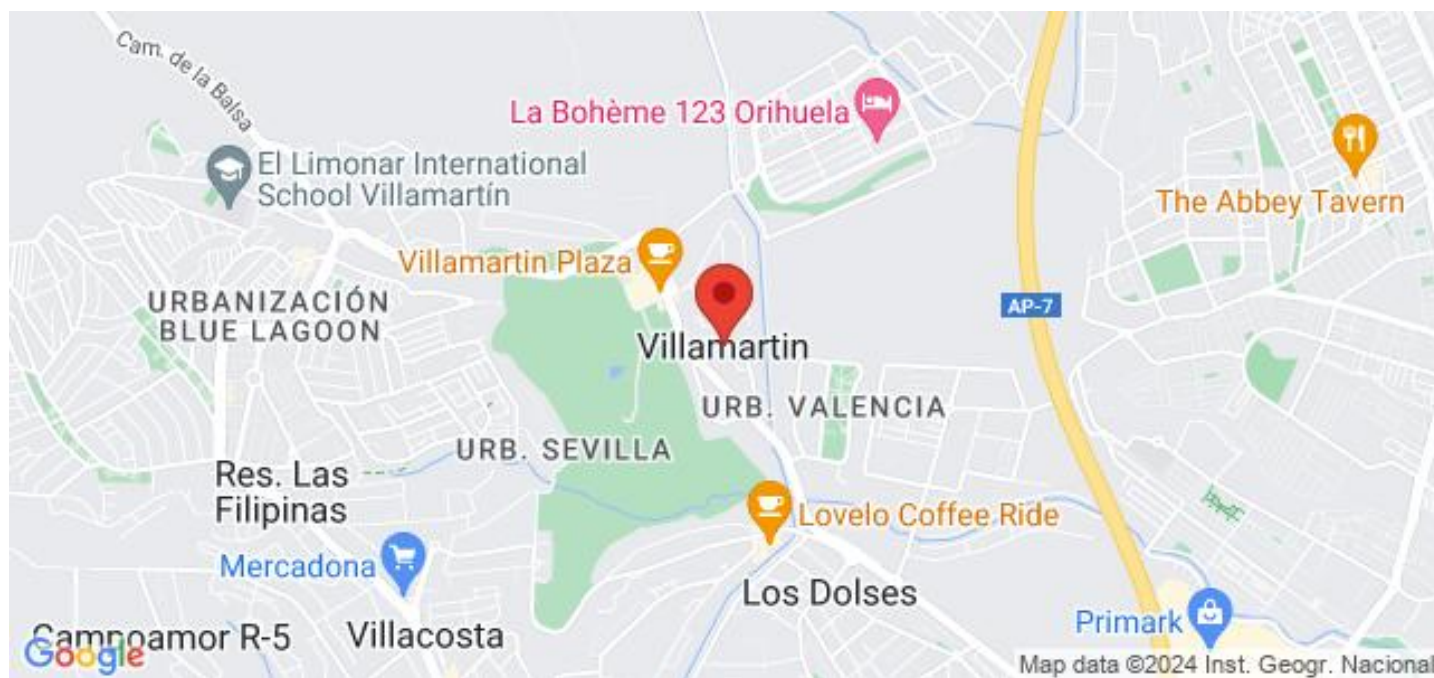 Cam. de la Balsa
La Bohème 123 Orihuela
El Limonar International
School Villamartín
The Abbey Tavern
Villamartin Plaza
URBANIZACIÓN
BLUE LAGOON
AP-7
Villamartin
URB. VALENCIA
URB. SEVILLA
Res. Las
Filipinas
Lovelo Coffee Ride
Mercadona
Los Dolses
Primark
Campoamor R-5
Villacosta
Google
Map data ©2024 Inst. Geogr. Nacional